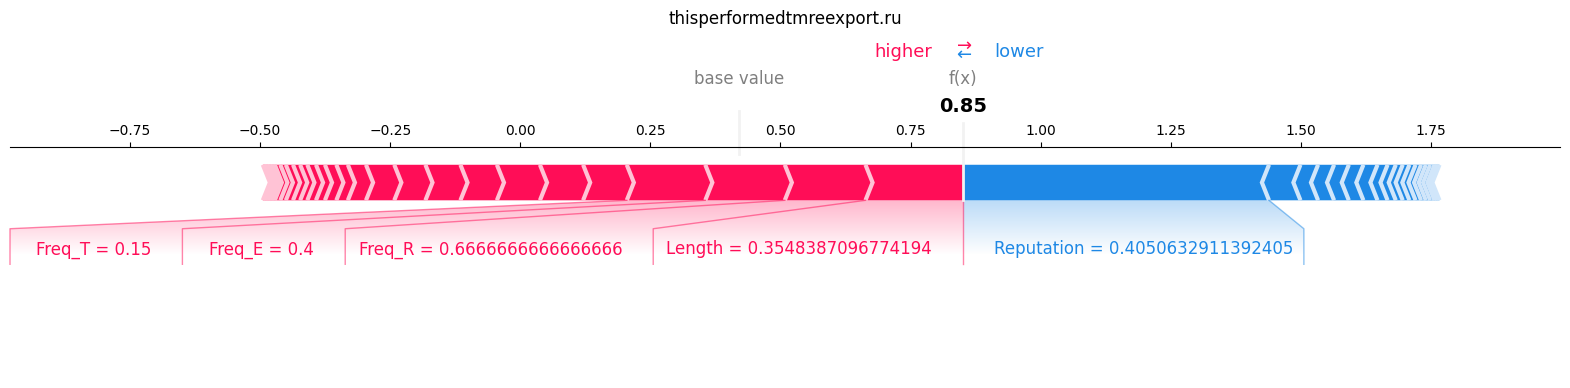 thisperformedtmreexport.ru
higher ⇄ lower
base value f(x)
0.85
−0.75 −0.50 −0.25 0.00 0.25 0.50 0.75 1.00 1.25 1.50 1.75
Freq_T = 0.15 Freq_E = 0.4 Freq_R = 0.6666666666666666 Length = 0.3548387096774194 Reputation = 0.4050632911392405